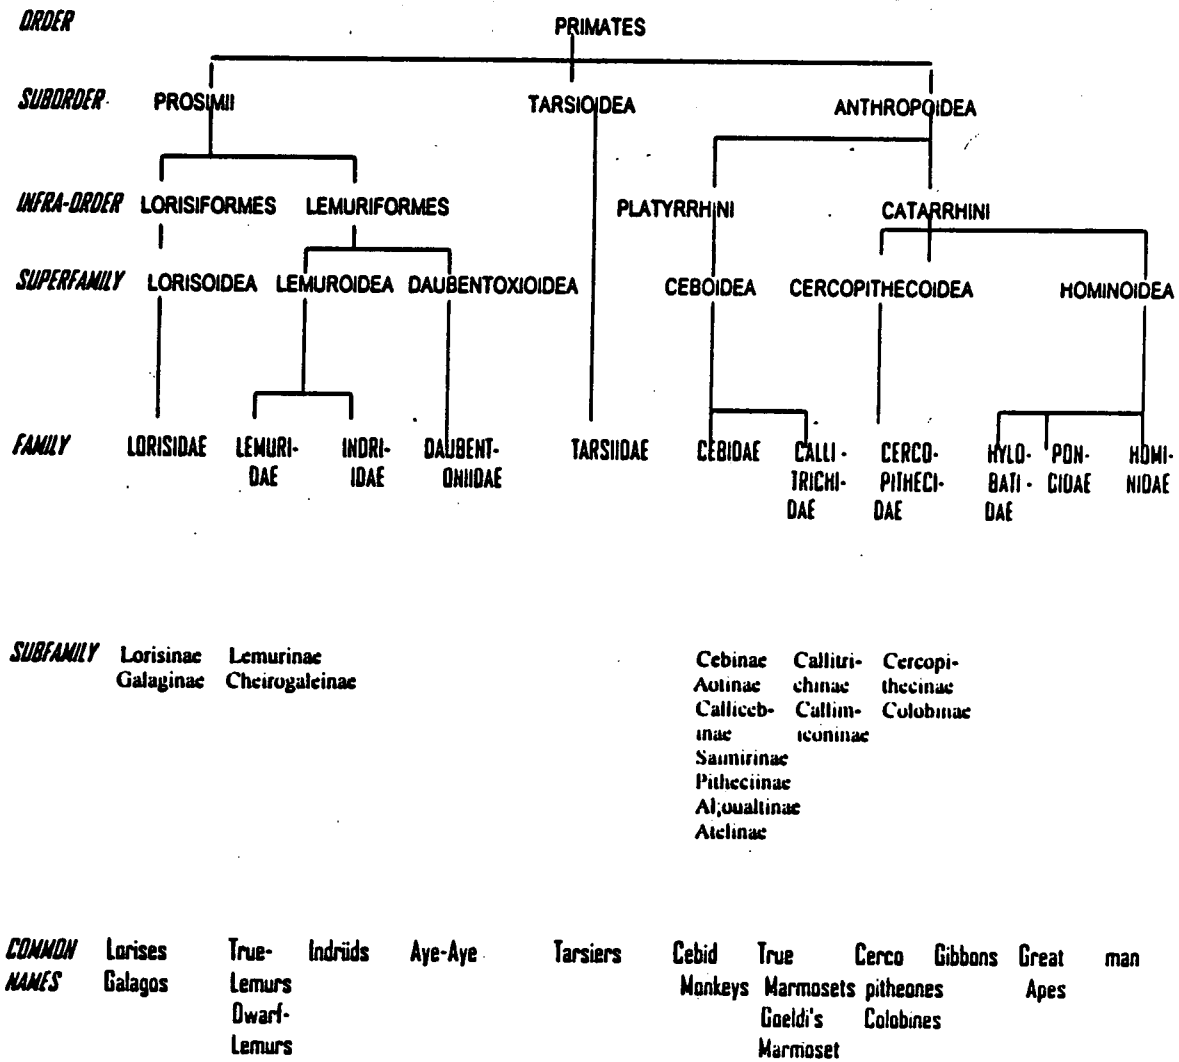 ORDER PRIMATES
SUBORDER PROSIMII TARSIOIDEA ANTHROPOIDEA
INFRA-ORDER LORISIFORMES LEMURIFORMES PLATYRRHINI CATARRHINI
SUPERFAMILY LORISOIDEA LEMUROIDEA DAUBENTOXIOIDEA CEBOIDEA CERCOPITHECOIDEA HOMINOIDEA
FAMILY LORISIDAE LEMURI- INDRI- DAUBENT- TARSIIDAE CEBIDAE CALLI- CERCO- HYLO- PON- HOMI-
DAE IDAE ONIIDAE TRICHI- PITHECI- BATI- GIDAE NIDAE
DAE DAE DAE
SUBFAMILY Lorisinae Lemurinae Cebinae Callitri- Cercopi-
Galaginae Cheirogaleinae Aotinae chinae thecinae
Calliceb- Callim- Colobinae
inae iconinae
Saimirinae
Pitheciinae
Al;oualtinae
Atelinae
COMMON Lorises True- Indriids Aye-Aye Tarsiers Cebid True Cerco Gibbons Great man
NAMES Galagos Lemurs Monkeys Marmosets pitheones Apes
Dwarf- Goeldi's Colobines
Lemurs Marmoset